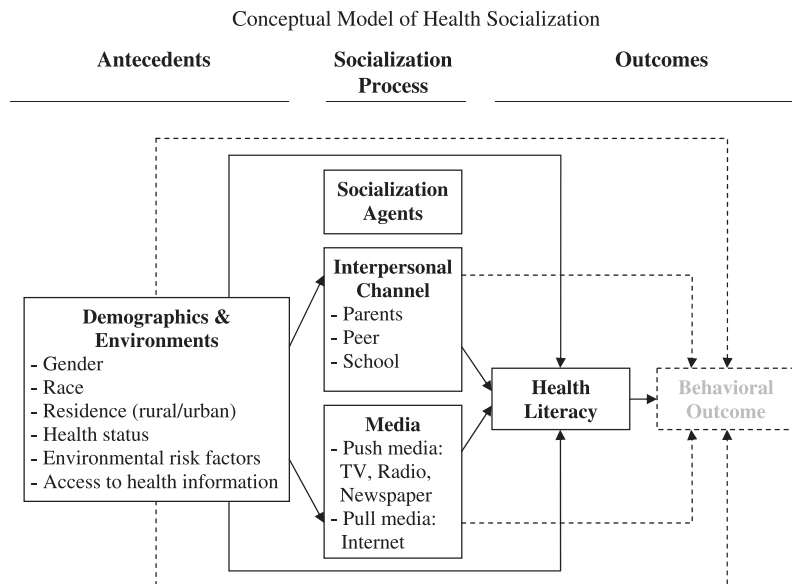 Conceptual Model of Health Socialization
Antecedents
Socialization
Process
Outcomes
Socialization
Agents
Interpersonal
Channel
- Parents
- Peer
- School
Demographics &
Environments
- Gender
- Race
- Residence (rural/urban)
- Health status
- Environmental risk factors
- Access to health information
Media
- Push media:
TV, Radio,
Newspaper
- Pull media:
Internet
Health
Literacy
Behavioral
Outcome